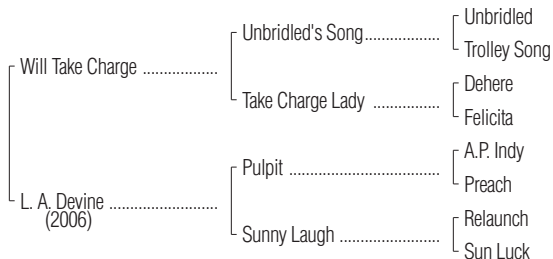 Unbridled
Unbridled's Song
Trolley Song
Will Take Charge
Dehere
Take Charge Lady
Felicita
A.P. Indy
Pulpit
Preach
L. A. Devine
(2006)
Relaunch
Sunny Laugh
Sun Luck